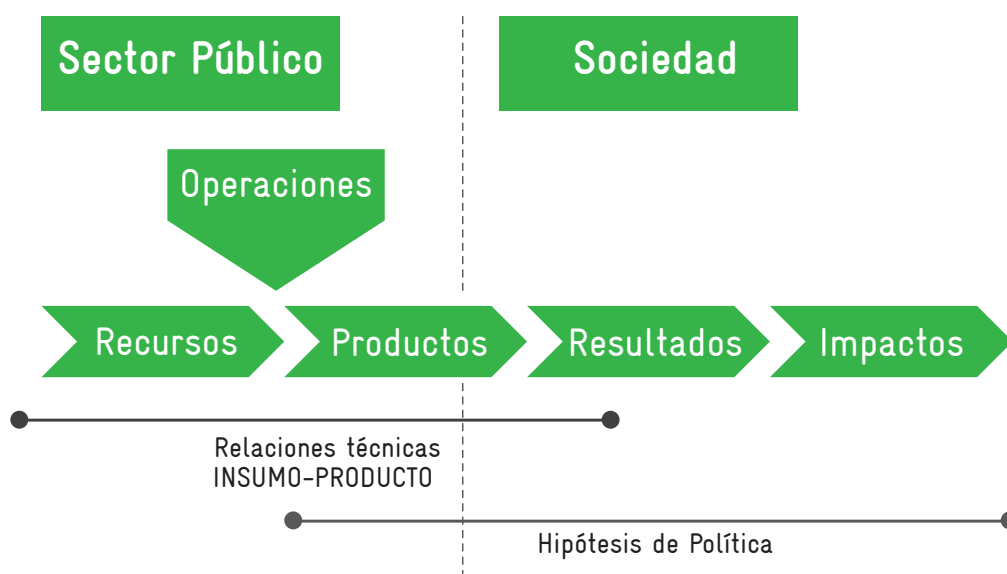 Sector Público
Sociedad
Operaciones
Recursos
Productos
Resultados
Impactos
Relaciones técnicas
INSUMO-PRODUCTO
Hipótesis de Política